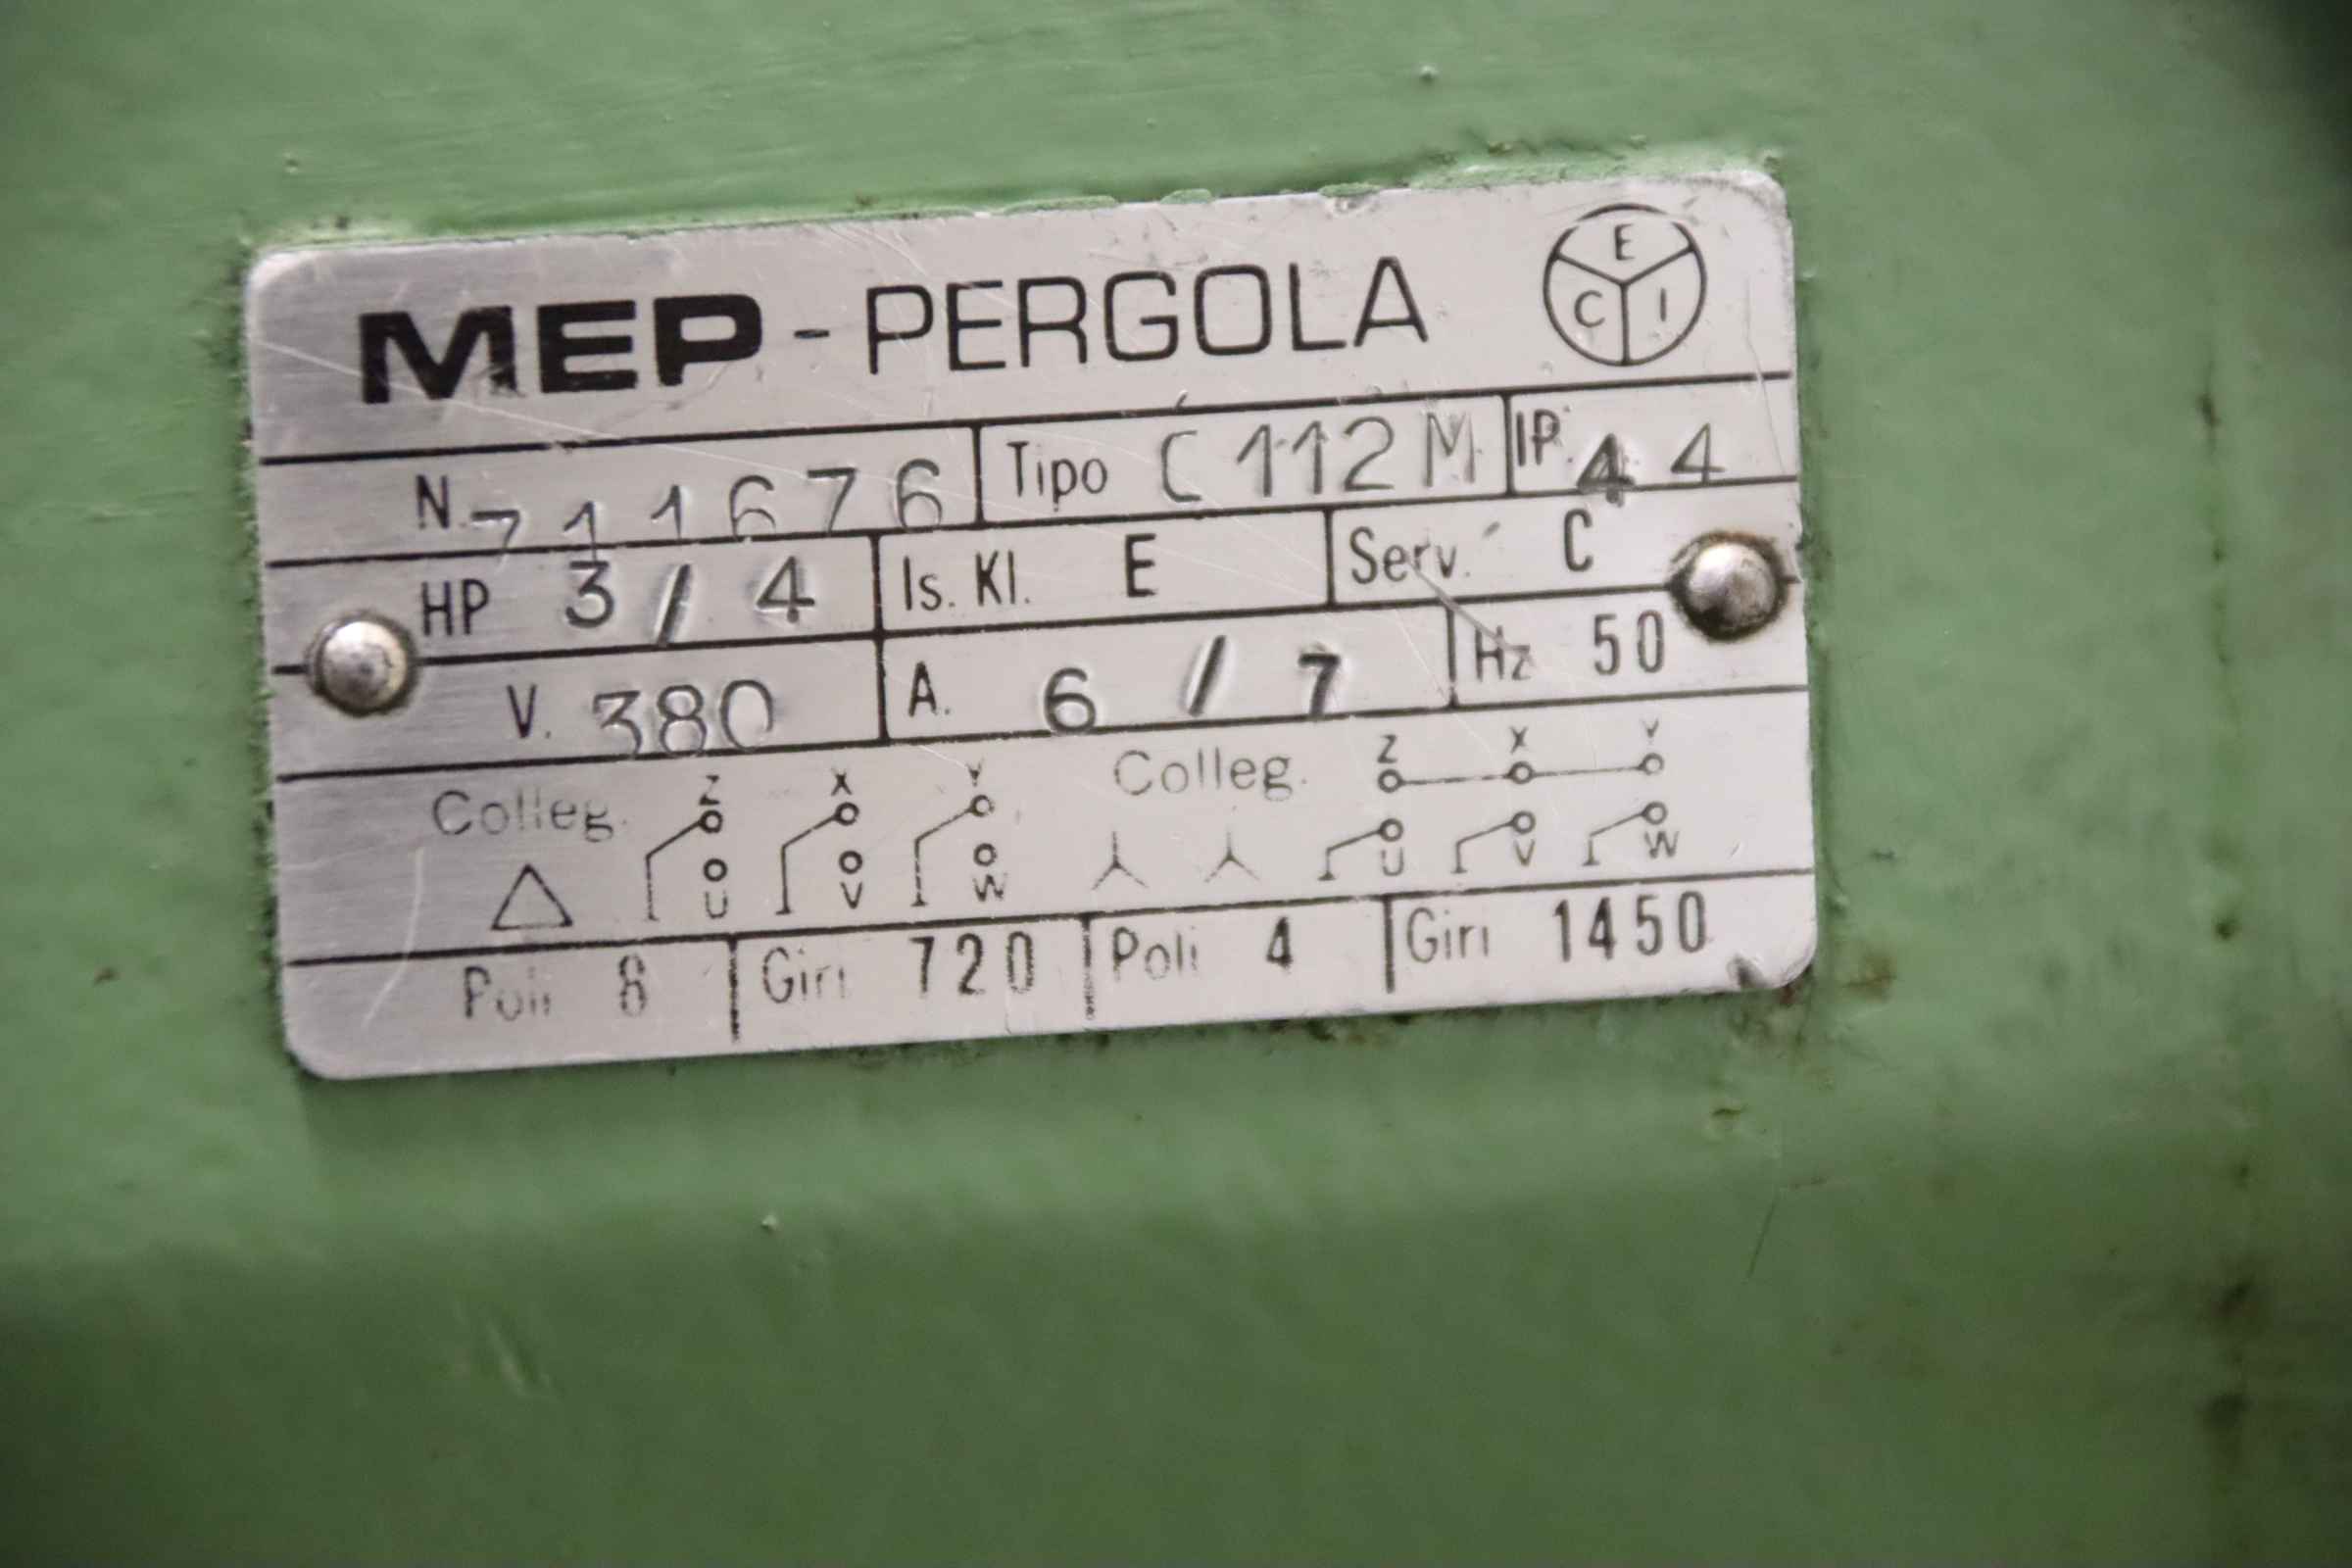 MEP - PERGOLA E C I
N. 711676 Tipo C 112 M IP. 44
HP 3 / 4 Is. Kl. E Serv. C
V. 380 A. 6 / 7 Hz 50
Colleg. Z X Y Colleg. Z X Y
U V W U V W
Poli 8 Giri 720 Poli 4 Giri 1450